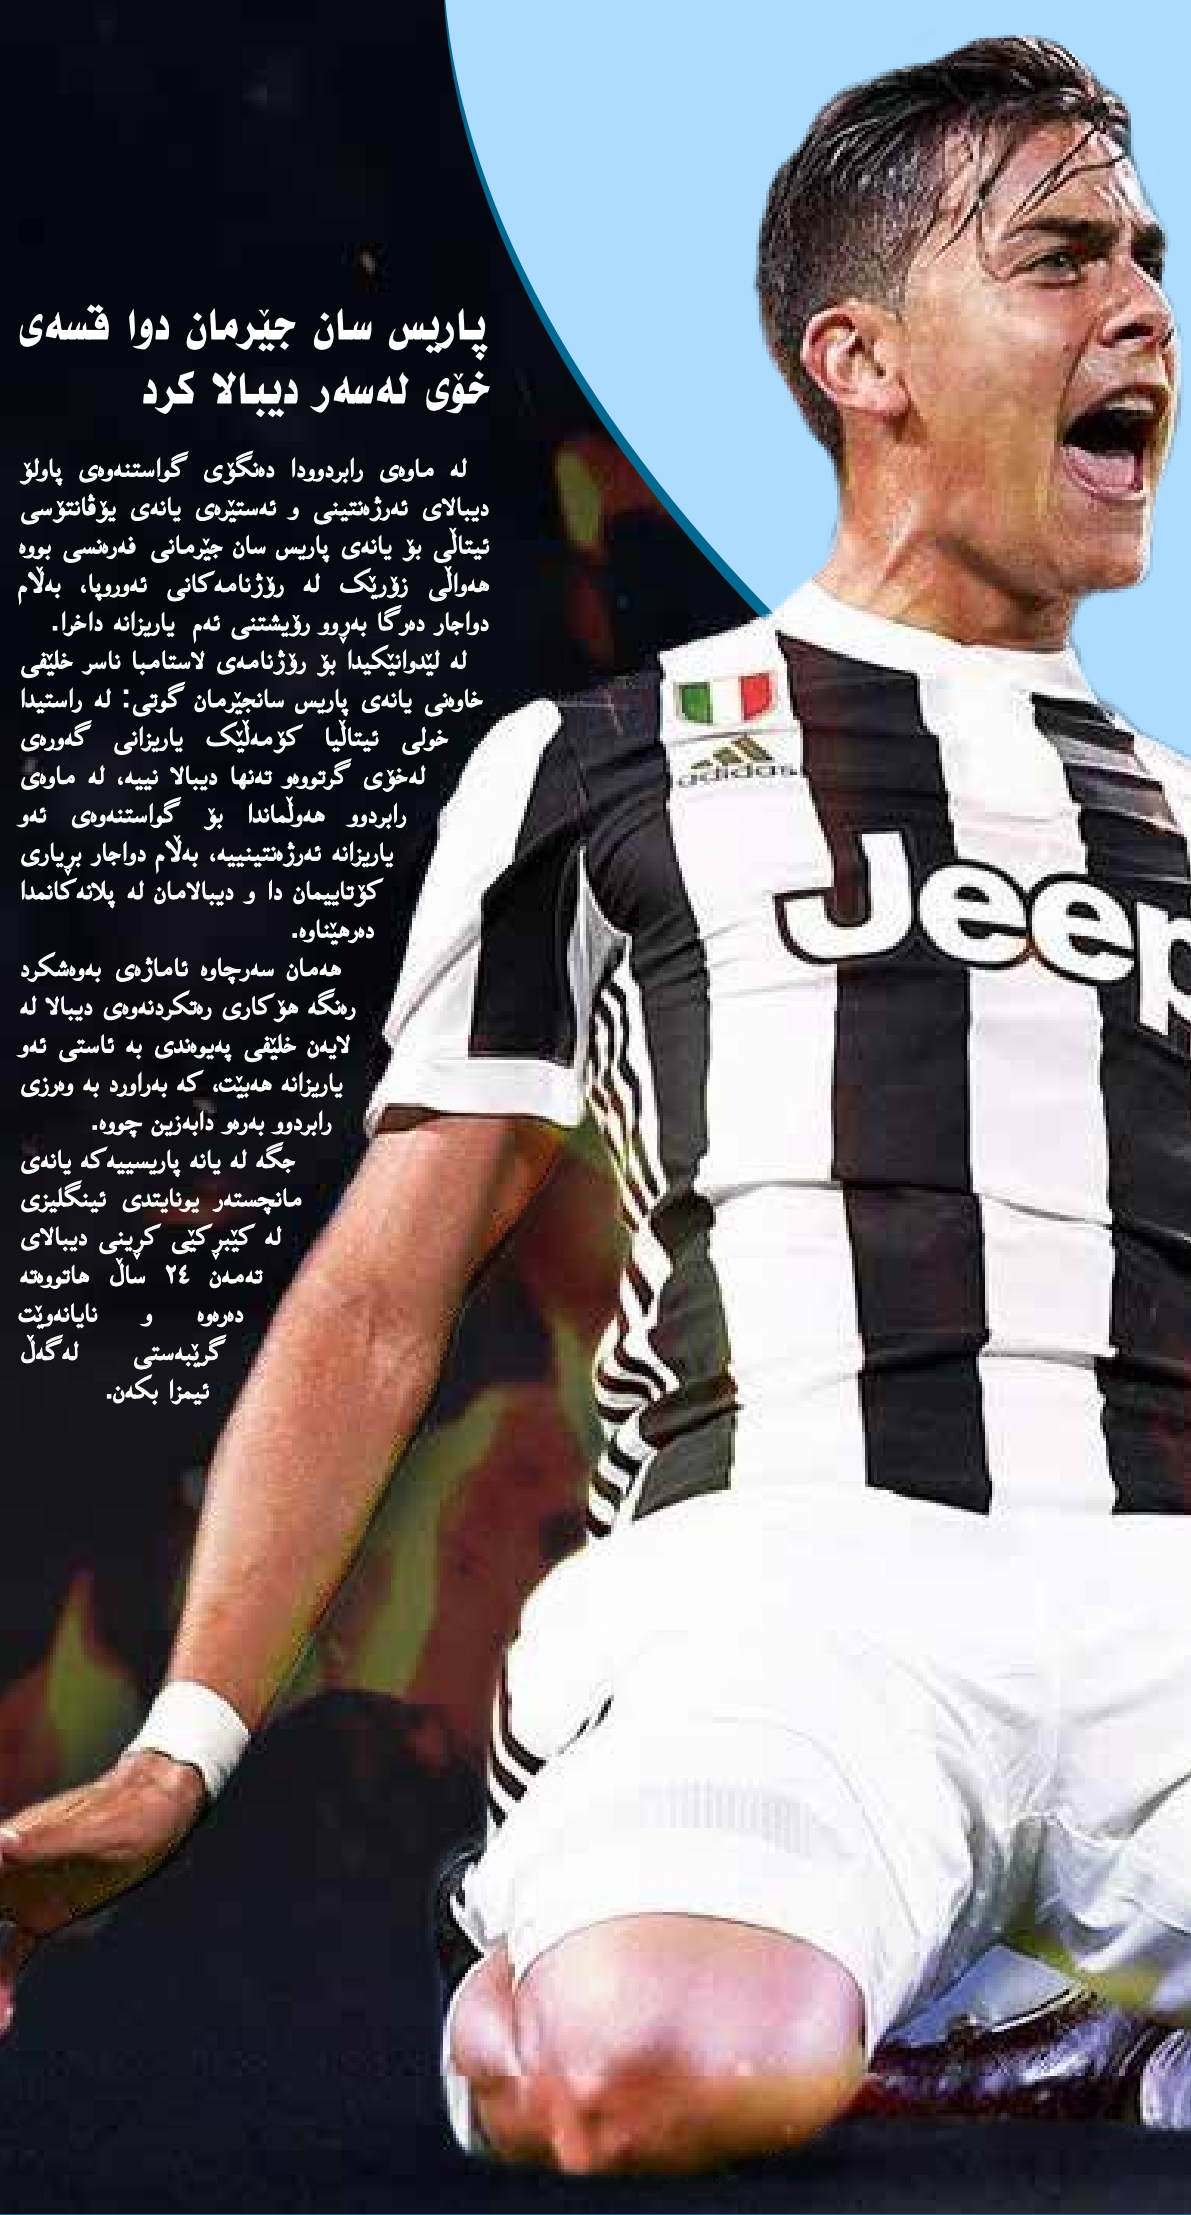 پاریس سان جێرمان دوا قسەی
خۆی لەسەر دیبالا کرد
لە ماوەی رابردوودا دەنگۆی گواستنەوەی پاولۆ
دیبالای ئەرژەنتینی و ئەستێرەی یانەی یۆڤانتۆسی
ئیتاڵی بۆ یانەی پاریس سان جێرمانی فەرەنسی بووە
هەواڵی زۆرێک لە رۆژنامەکانی ئەوروپا، بەڵام
دواجار دەرگا بەڕوو رۆیشتنی ئەم یاریزانە داخرا.
لە لێدوانێکیدا بۆ رۆژنامەی لاستامبا ناسر خلێفی
خاوەنی یانەی پاریس سانجێرمان گوتی: لە راستیدا
خولی ئیتاڵیا کۆمەڵێک یاریزانی گەورەی
لەخۆی گرتووەو تەنها دیبالا نییە، لە ماوەی
رابردوو هەوڵماندا بۆ گواستنەوەی ئەو
یاریزانە ئەرژەنتینییە، بەڵام دواجار بڕیاری
کۆتاییمان دا و دیبالامان لە پلانەکانمدا
دەرهێناوە.
هەمان سەرچاوە ئاماژەی بەوەشکرد
رەنگە هۆکاری رەتکردنەوەی دیبالا لە
لایەن خلێفی پەیوەندی بە ئاستی ئەو
یاریزانە هەبێت، کە بەراورد بە وەرزی
رابردوو بەرەو دابەزین چووە.
جگە لە یانە پاریسییەکە یانەی
مانچستەر یونایتدی ئینگلیزی
لە کێبڕکێی کڕینی دیبالای
تەمەن ٢٤ ساڵ هاتووەتە
دەرەوە و نایانەوێت
گرێبەستی لەگەڵ
ئیمزا بکەن.
adidas
Jeep